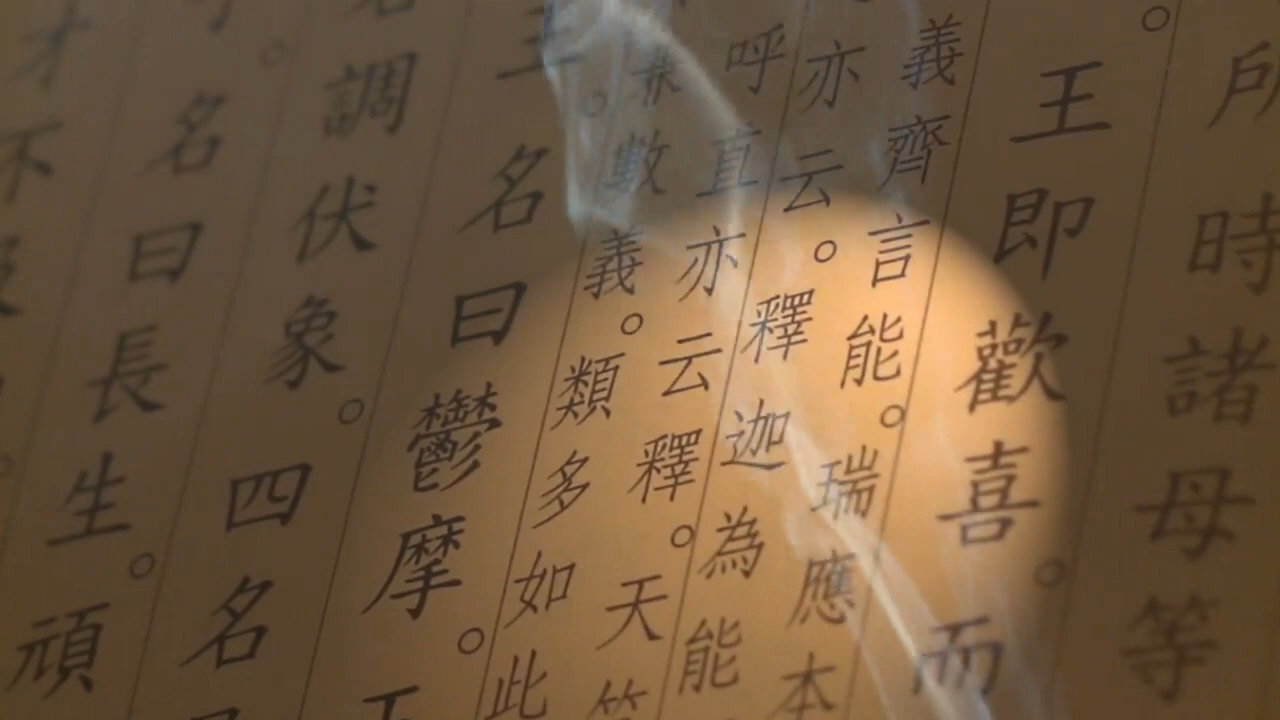 時諸母等
王即歡喜。而
義齊言能。瑞應本
亦云。釋迦為能
呼直亦云釋。天
數義。類多如此
名曰鬱摩。
調伏象。四名
名曰長生。頑
不